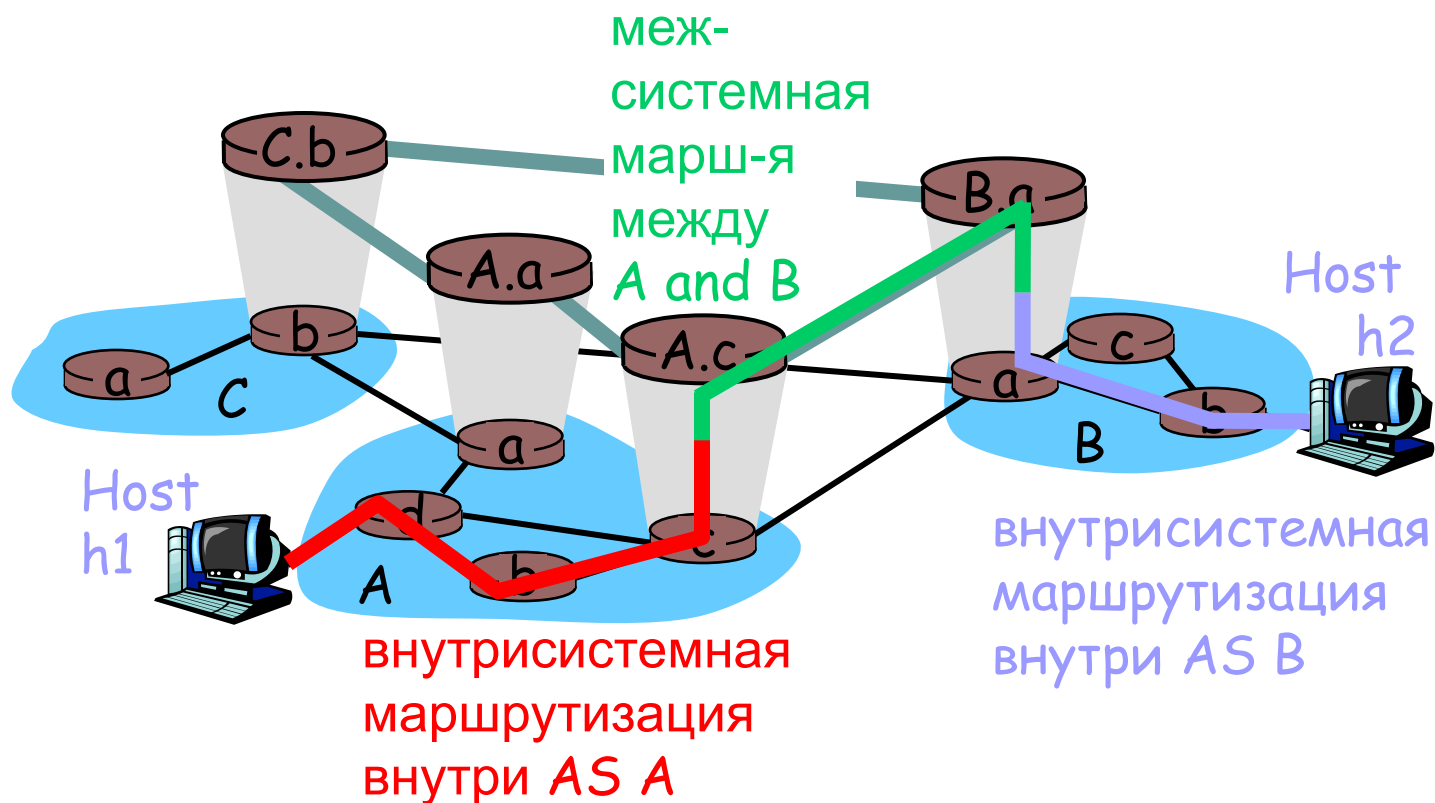 меж-
системная
марш-я
между
A and B
C.b
B.a
A.a
A.c
Host
h2
b
a
C
c
a
b
B
a
Host
h1
d
c
b
A
внутрисистемная
маршрутизация
внутри AS B
внутрисистемная
маршрутизация
внутри AS A